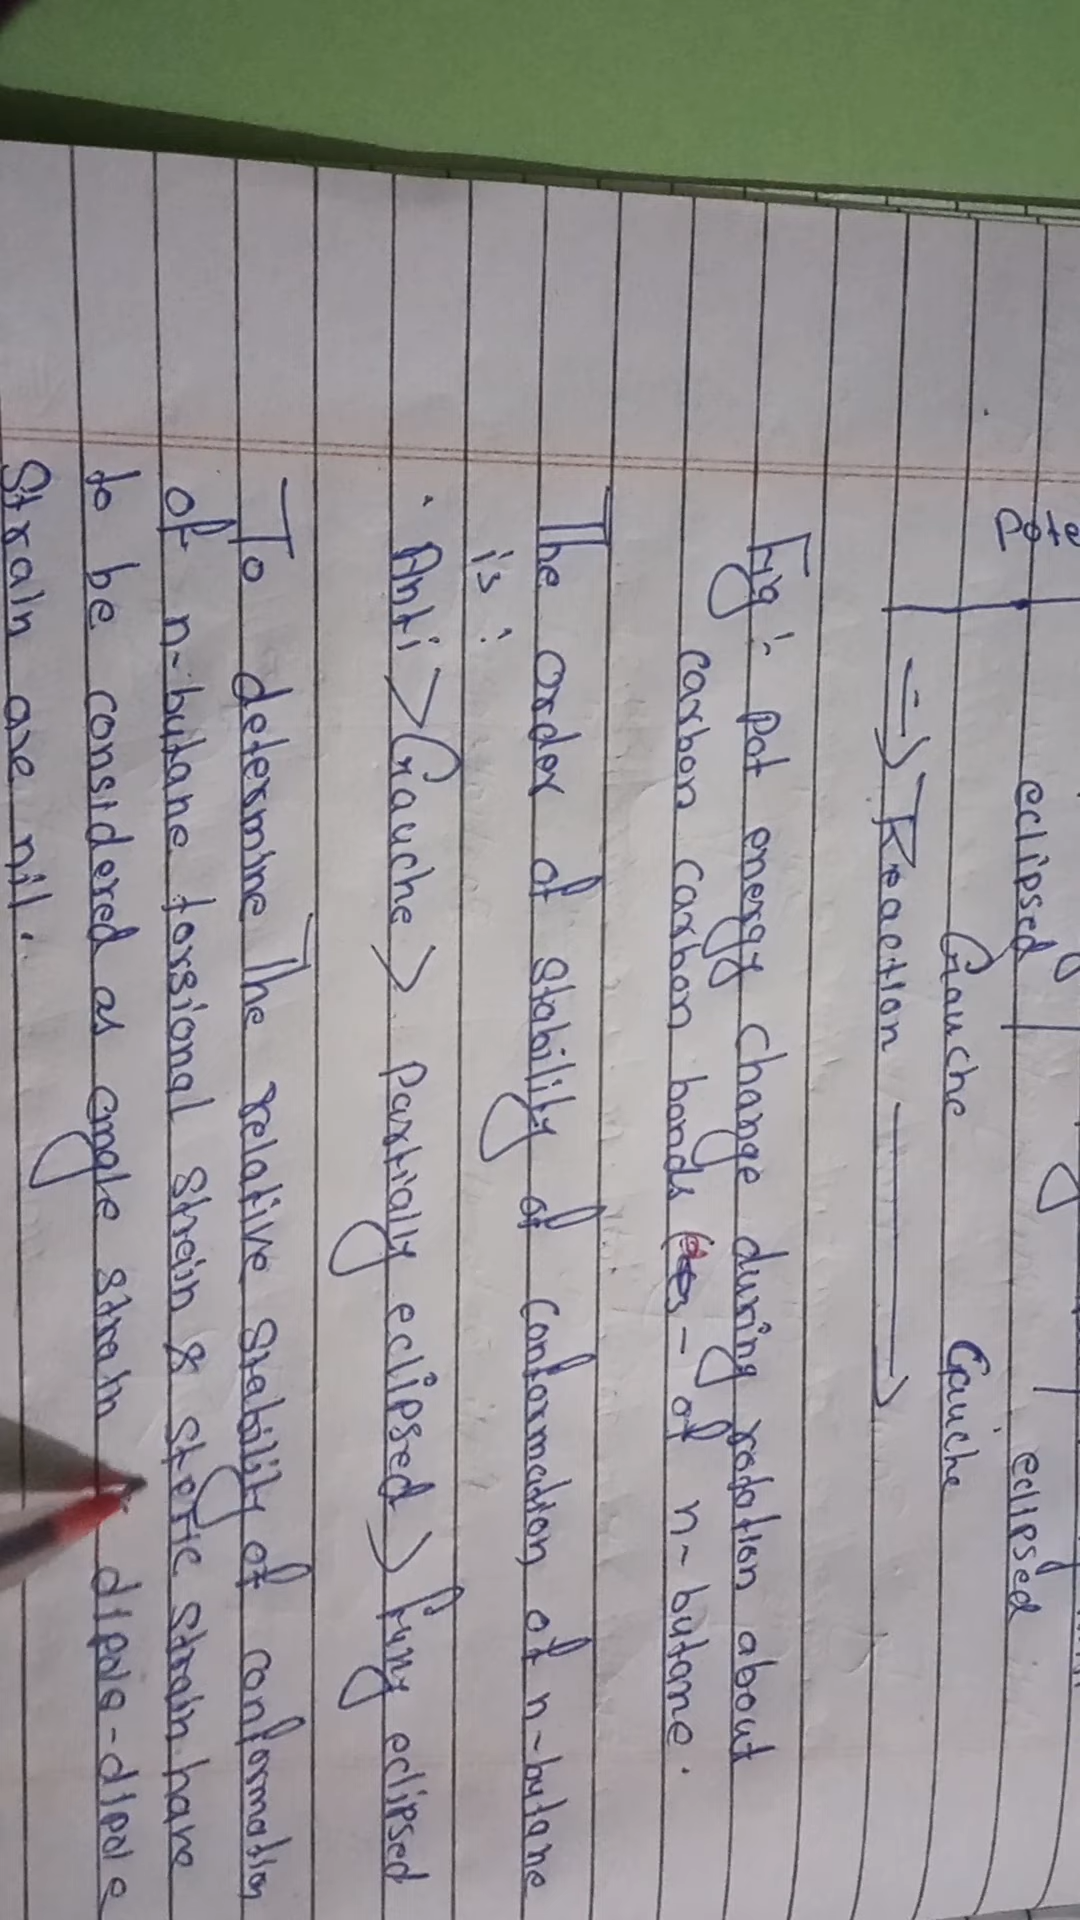 Pote
eclipsed eclipsed
Gauche Gauche
=> Reaction ⟶
Fig :- pot energy change during rotation about
carbon carbon bonds - of n-butane.
The order of stability of conformation of n-butane
is :
. Anti > Gauche > partially eclipsed > fully eclipsed
To determine The relative stability of conformation
of n-butane torsional strain & steric strain have
to be considered as angle strain dipole-dipole
strain are nil.